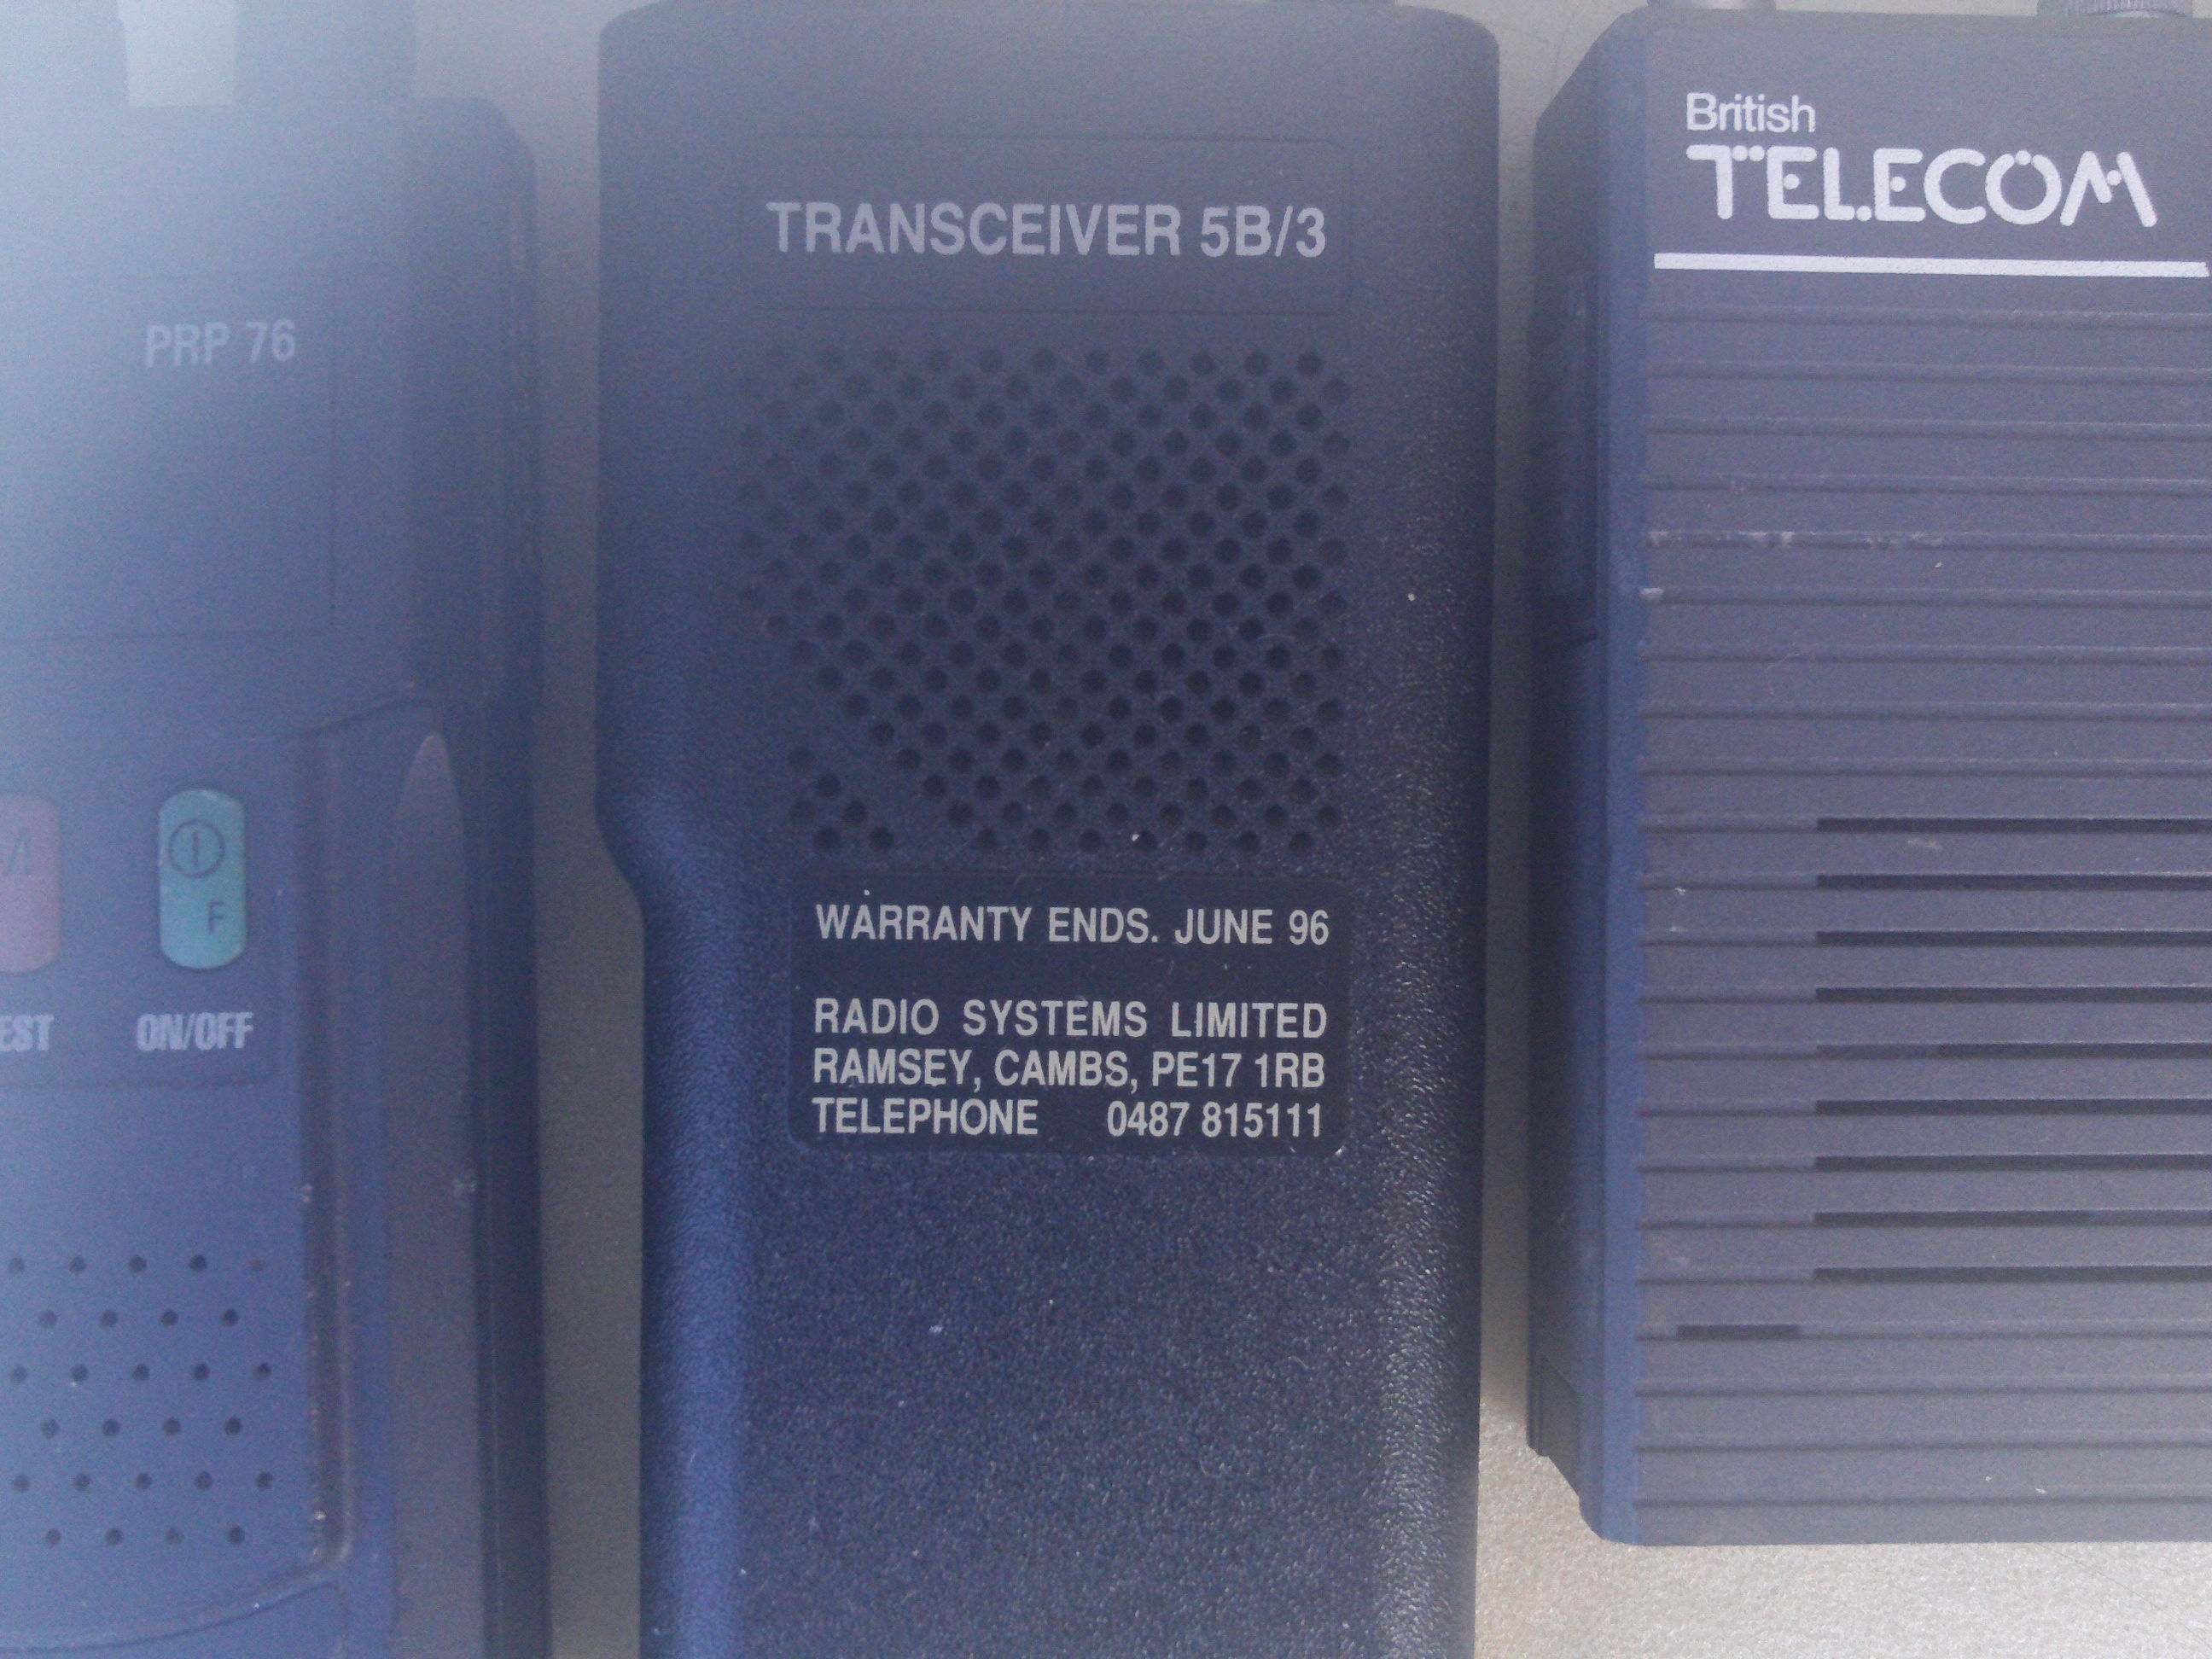 PRP 76
M
F
EST ON/OFF
TRANSCEIVER 5B/3
WARRANTY ENDS. JUNE 96
RADIO SYSTEMS LIMITED
RAMSEY, CAMBS, PE17 1RB
TELEPHONE 0487 815111
British
TELECOM